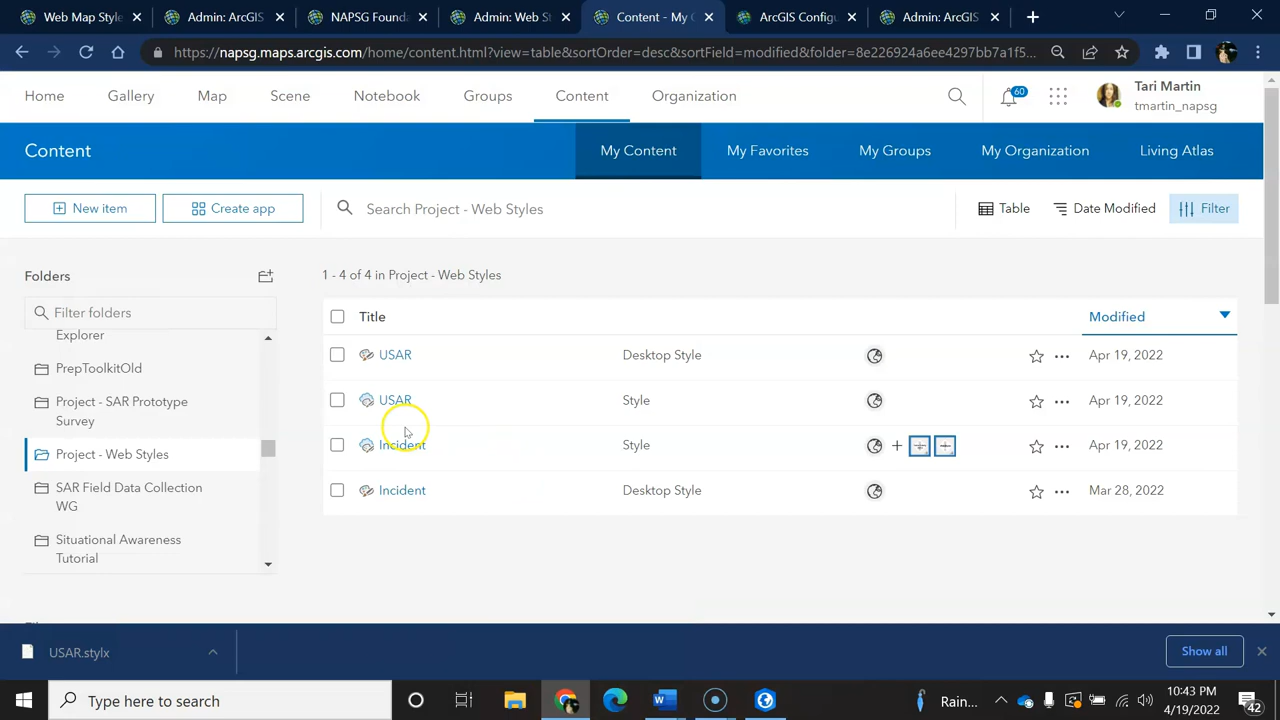 Web Map Style
Admin: ArcGIS
NAPSG Founda
Admin: Web S
Content - My C
ArcGIS Configu
Admin: ArcGIS
https://napsg.maps.arcgis.com/home/content.html?view=table&sortOrder=desc&sortField=modified&folder=8e226924a6ee4297bb7a1f5...
Home Gallery Map Scene Notebook Groups Content Organization
60
Tari Martin
tmartin_napsg
Content
My Content My Favorites My Groups My Organization Living Atlas
New item Create app Search Project - Web Styles Table Date Modified Filter
Folders
1 - 4 of 4 in Project - Web Styles
Filter folders
Title Modified
Explorer
USAR Desktop Style Apr 19, 2022
PrepToolkitOld
USAR Style Apr 19, 2022
Project - SAR Prototype
Survey
Incident Style Apr 19, 2022
Project - Web Styles
Incident Desktop Style Mar 28, 2022
SAR Field Data Collection
WG
Situational Awareness
Tutorial
USAR.stylx
Show all
Type here to search
Rain...
10:43 PM
4/19/2022
42